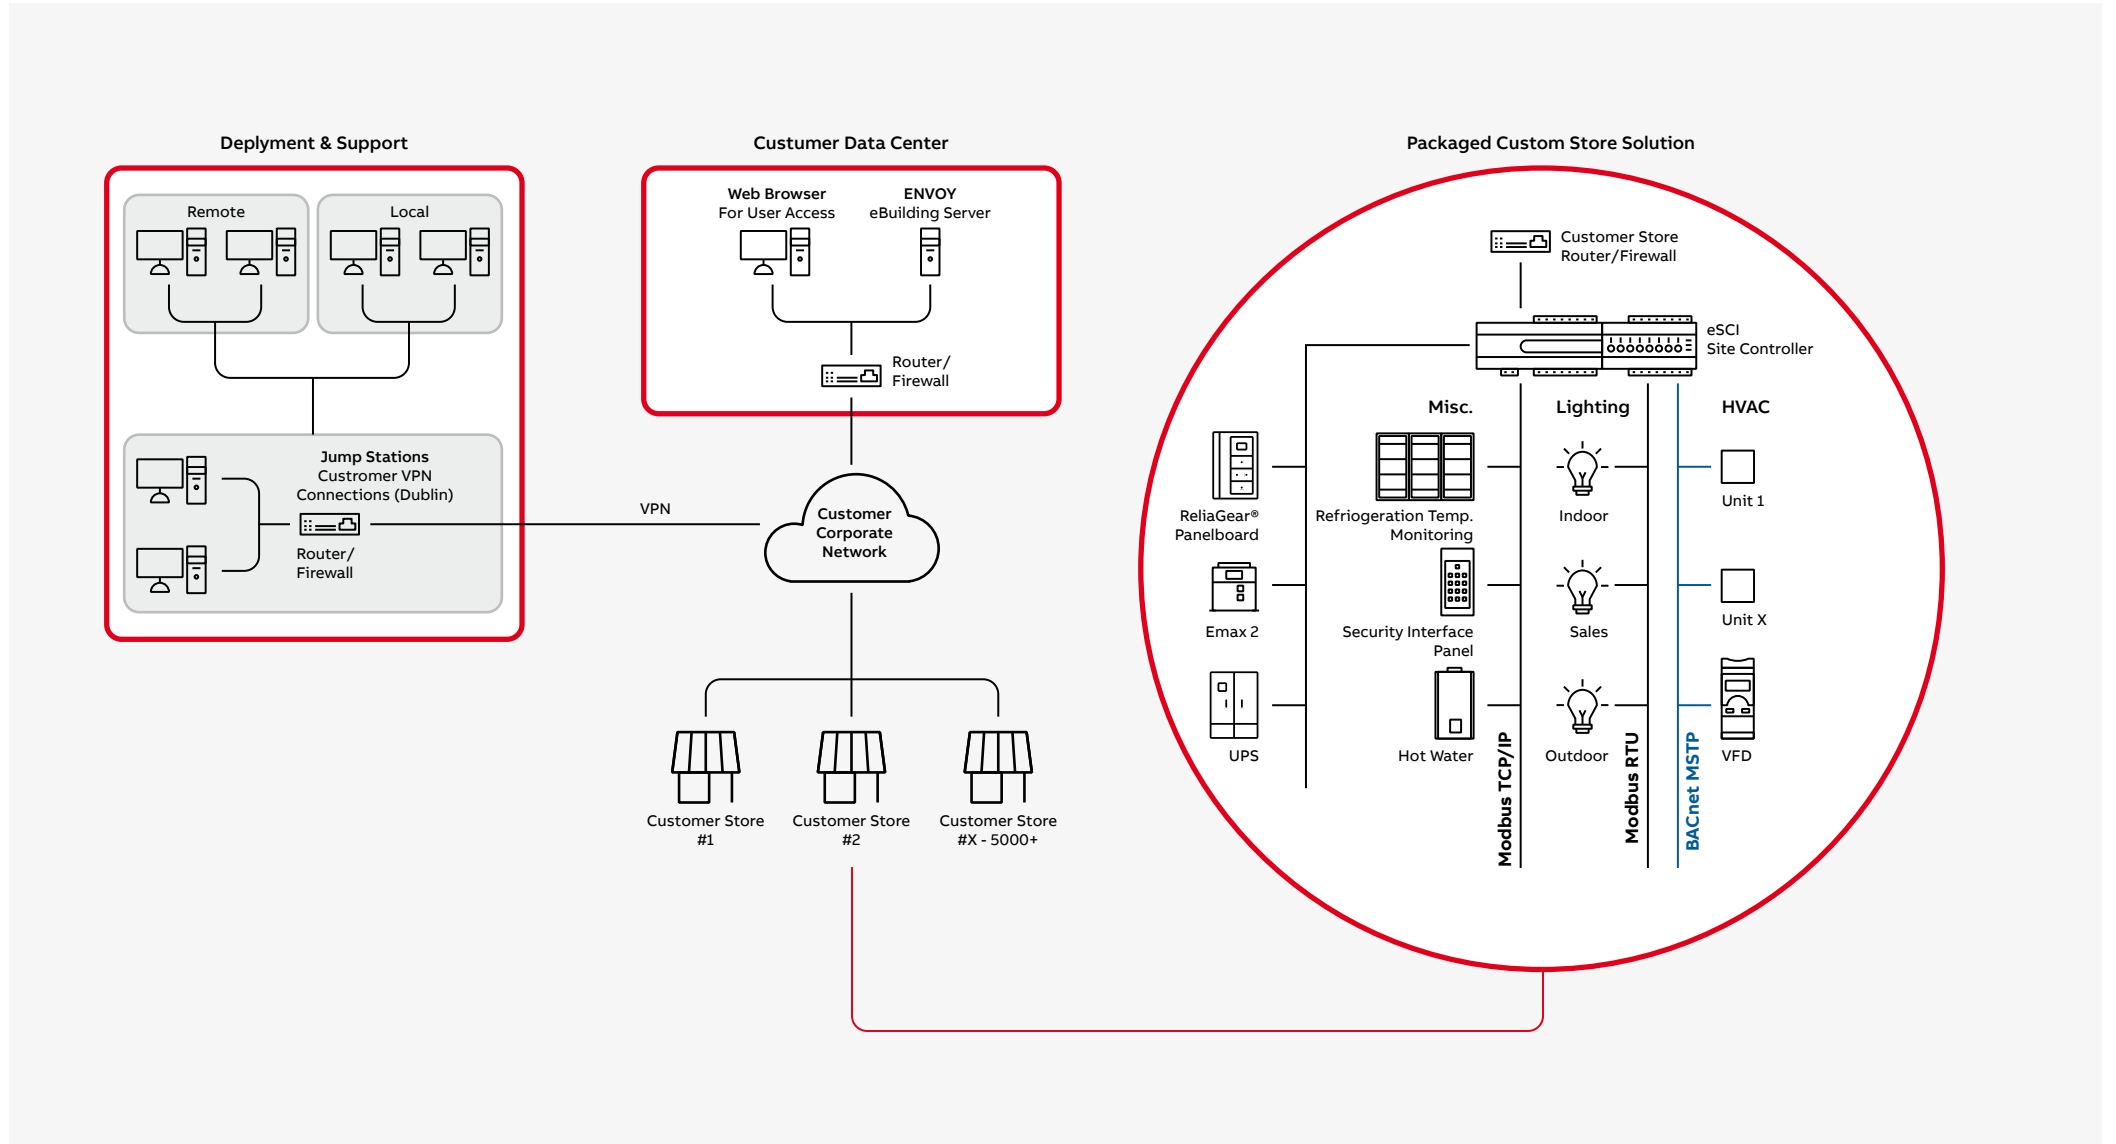 Deplyment & Support
Remote
Local
Jump Stations
Custromer VPN
Connections (Dublin)
Router/
Firewall
VPN
Custumer Data Center
Web Browser
For User Access
ENVOY
eBuilding Server
Router/
Firewall
Customer
Corporate
Network
Customer Store
#1
Customer Store
#2
Customer Store
#X - 5000+
Packaged Custom Store Solution
Customer Store
Router/Firewall
eSCI
Site Controller
Misc.
Lighting
HVAC
ReliaGear®
Panelboard
Refriogeration Temp.
Monitoring
Indoor
Unit 1
Emax 2
Security Interface
Panel
Sales
Unit X
UPS
Hot Water
Outdoor
VFD
Modbus TCP/IP
Modbus RTU
BACnet MSTP